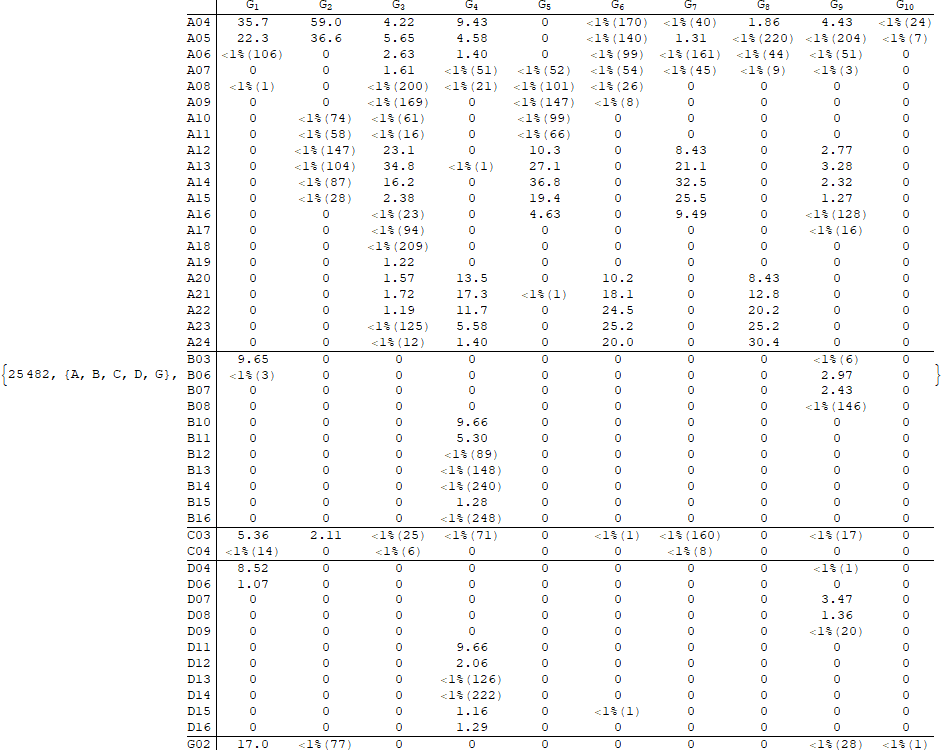 G1 G2 G3 G4 G5 G6 G7 G8 G9 G10
A04 35.7 59.0 4.22 9.43 0 <1%(170) <1%(40) 1.86 4.43 <1%(24)
A05 22.3 36.6 5.65 4.58 0 <1%(140) 1.31 <1%(220) <1%(204) <1%(7)
A06 <1%(106) 0 2.63 1.40 0 <1%(99) <1%(161) <1%(44) <1%(51) 0
A07 0 0 1.61 <1%(51) <1%(52) <1%(54) <1%(45) <1%(9) <1%(3) 0
A08 <1%(1) 0 <1%(200) <1%(21) <1%(101) <1%(26) 0 0 0 0
A09 0 0 <1%(169) 0 <1%(147) <1%(8) 0 0 0 0
A10 0 <1%(74) <1%(61) 0 <1%(99) 0 0 0 0 0
A11 0 <1%(58) <1%(16) 0 <1%(66) 0 0 0 0 0
A12 0 <1%(147) 23.1 0 10.3 0 8.43 0 2.77 0
A13 0 <1%(104) 34.8 <1%(1) 27.1 0 21.1 0 3.28 0
A14 0 <1%(87) 16.2 0 36.8 0 32.5 0 2.32 0
A15 0 <1%(28) 2.38 0 19.4 0 25.5 0 1.27 0
A16 0 0 <1%(23) 0 4.63 0 9.49 0 <1%(128) 0
A17 0 0 <1%(94) 0 0 0 0 0 <1%(16) 0
A18 0 0 <1%(209) 0 0 0 0 0 0 0
A19 0 0 1.22 0 0 0 0 0 0 0
A20 0 0 1.57 13.5 0 10.2 0 8.43 0 0
A21 0 0 1.72 17.3 <1%(1) 18.1 0 12.8 0 0
A22 0 0 1.19 11.7 0 24.5 0 20.2 0 0
A23 0 0 <1%(125) 5.58 0 25.2 0 25.2 0 0
A24 0 0 <1%(12) 1.40 0 20.0 0 30.4 0 0
B03 9.65 0 0 0 0 0 0 0 <1%(6) 0
{25482, {A, B, C, D, G}, B06 <1%(3) 0 0 0 0 0 0 0 2.97 0 }
B07 0 0 0 0 0 0 0 0 2.43 0
B08 0 0 0 0 0 0 0 0 <1%(146) 0
B10 0 0 0 9.66 0 0 0 0 0 0
B11 0 0 0 5.30 0 0 0 0 0 0
B12 0 0 0 <1%(89) 0 0 0 0 0 0
B13 0 0 0 <1%(148) 0 0 0 0 0 0
B14 0 0 0 <1%(240) 0 0 0 0 0 0
B15 0 0 0 1.28 0 0 0 0 0 0
B16 0 0 0 <1%(248) 0 0 0 0 0 0
C03 5.36 2.11 <1%(25) <1%(71) 0 <1%(1) <1%(160) 0 <1%(17) 0
C04 <1%(14) 0 <1%(6) 0 0 0 <1%(8) 0 0 0
D04 8.52 0 0 0 0 0 0 0 <1%(1) 0
D06 1.07 0 0 0 0 0 0 0 0 0
D07 0 0 0 0 0 0 0 0 3.47 0
D08 0 0 0 0 0 0 0 0 1.36 0
D09 0 0 0 0 0 0 0 0 <1%(20) 0
D11 0 0 0 9.66 0 0 0 0 0 0
D12 0 0 0 2.06 0 0 0 0 0 0
D13 0 0 0 <1%(126) 0 0 0 0 0 0
D14 0 0 0 <1%(222) 0 0 0 0 0 0
D15 0 0 0 1.16 0 <1%(1) 0 0 0 0
D16 0 0 0 1.29 0 0 0 0 0 0
G02 17.0 <1%(77) 0 0 0 0 0 0 <1%(28) <1%(1)